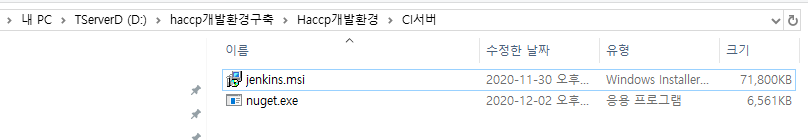 내 PC > TServerD (D:) > haccp개발환경구축 > Haccp개발환경 > CI서버
이름 수정한 날짜 유형 크기
jenkins.msi 2020-11-30 오후... Windows Installer... 71,800KB
nuget.exe 2020-12-02 오후... 응용 프로그램 6,561KB